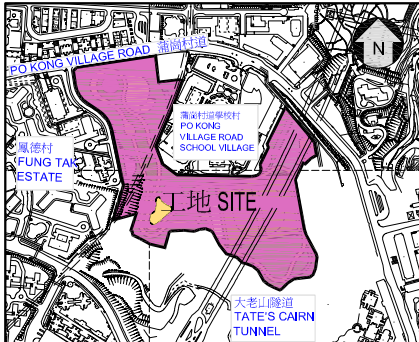 PO KONG VILLAGE ROAD 蒲崗村道
N
蒲崗村道學校村
PO KONG
VILLAGE ROAD
SCHOOL VILLAGE
鳳德村
FUNG TAK
ESTATE
工地 SITE
大老山隧道
TATE'S CAIRN
TUNNEL